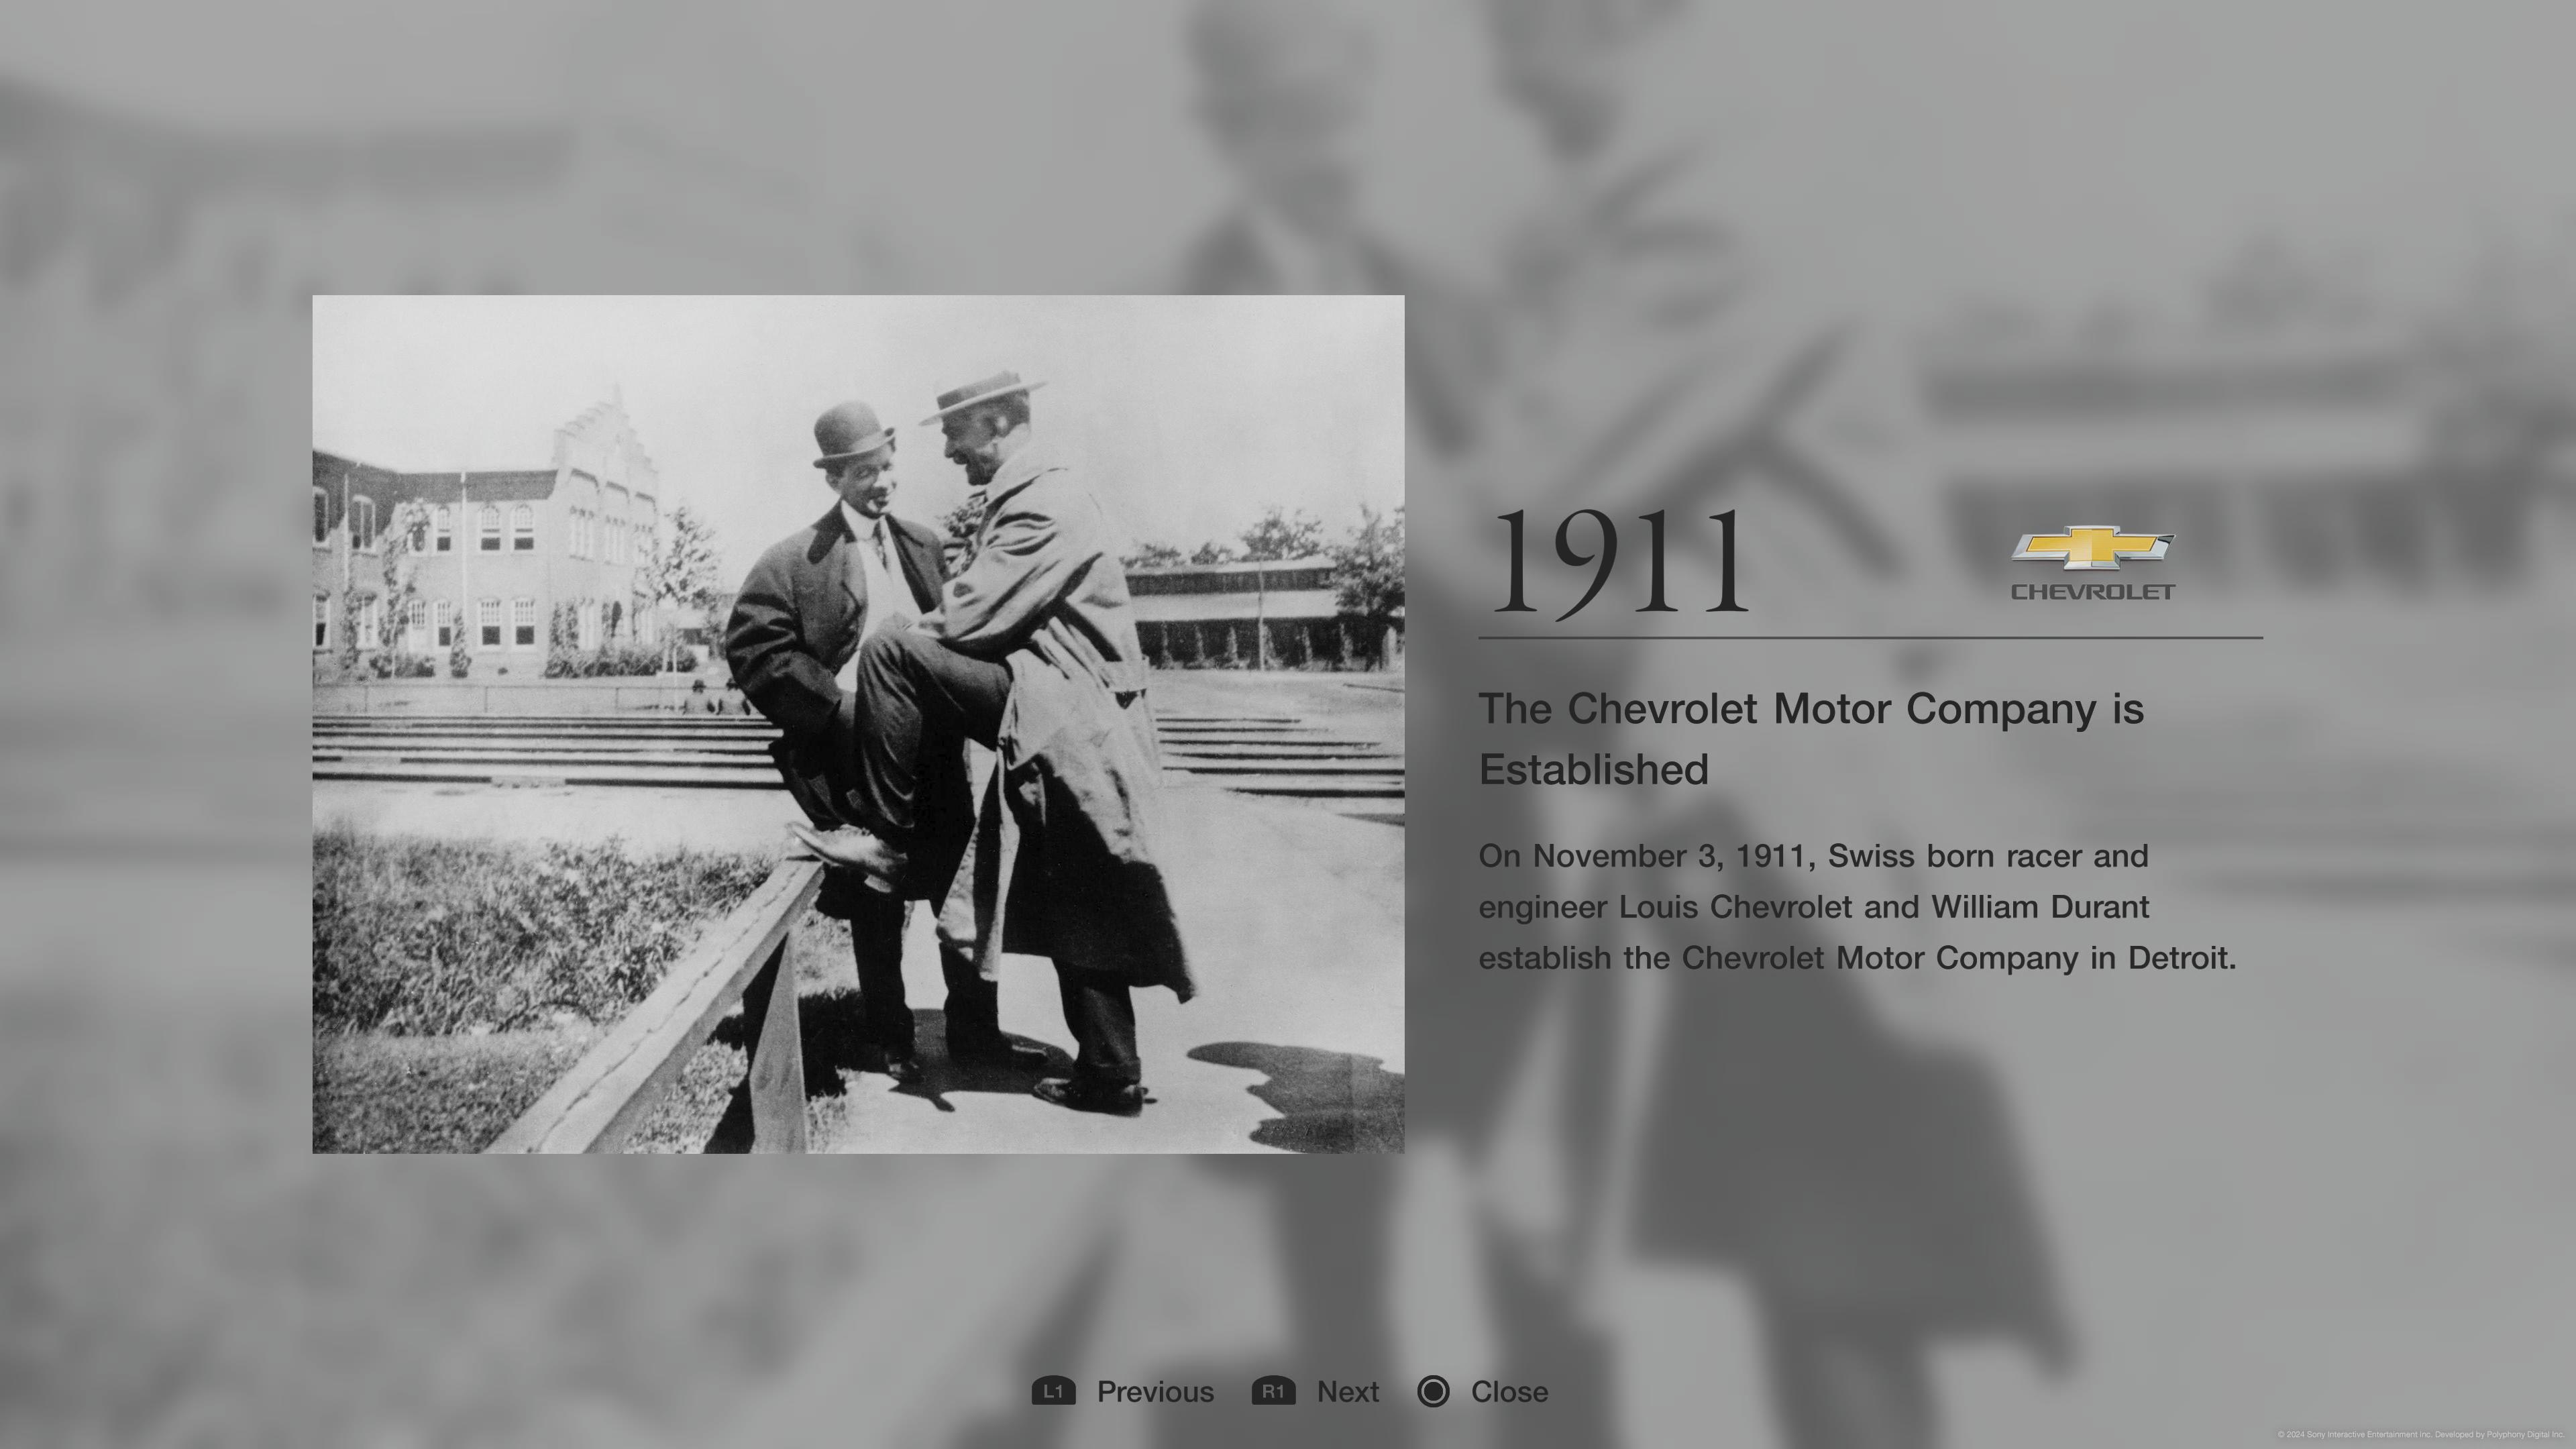 1911
CHEVROLET
The Chevrolet Motor Company is
Established
On November 3, 1911, Swiss born racer and
engineer Louis Chevrolet and William Durant
establish the Chevrolet Motor Company in Detroit.
L1 Previous R1 Next Close
© 2024 Sony Interactive Entertainment Inc. Developed by Polyphony Digital Inc.